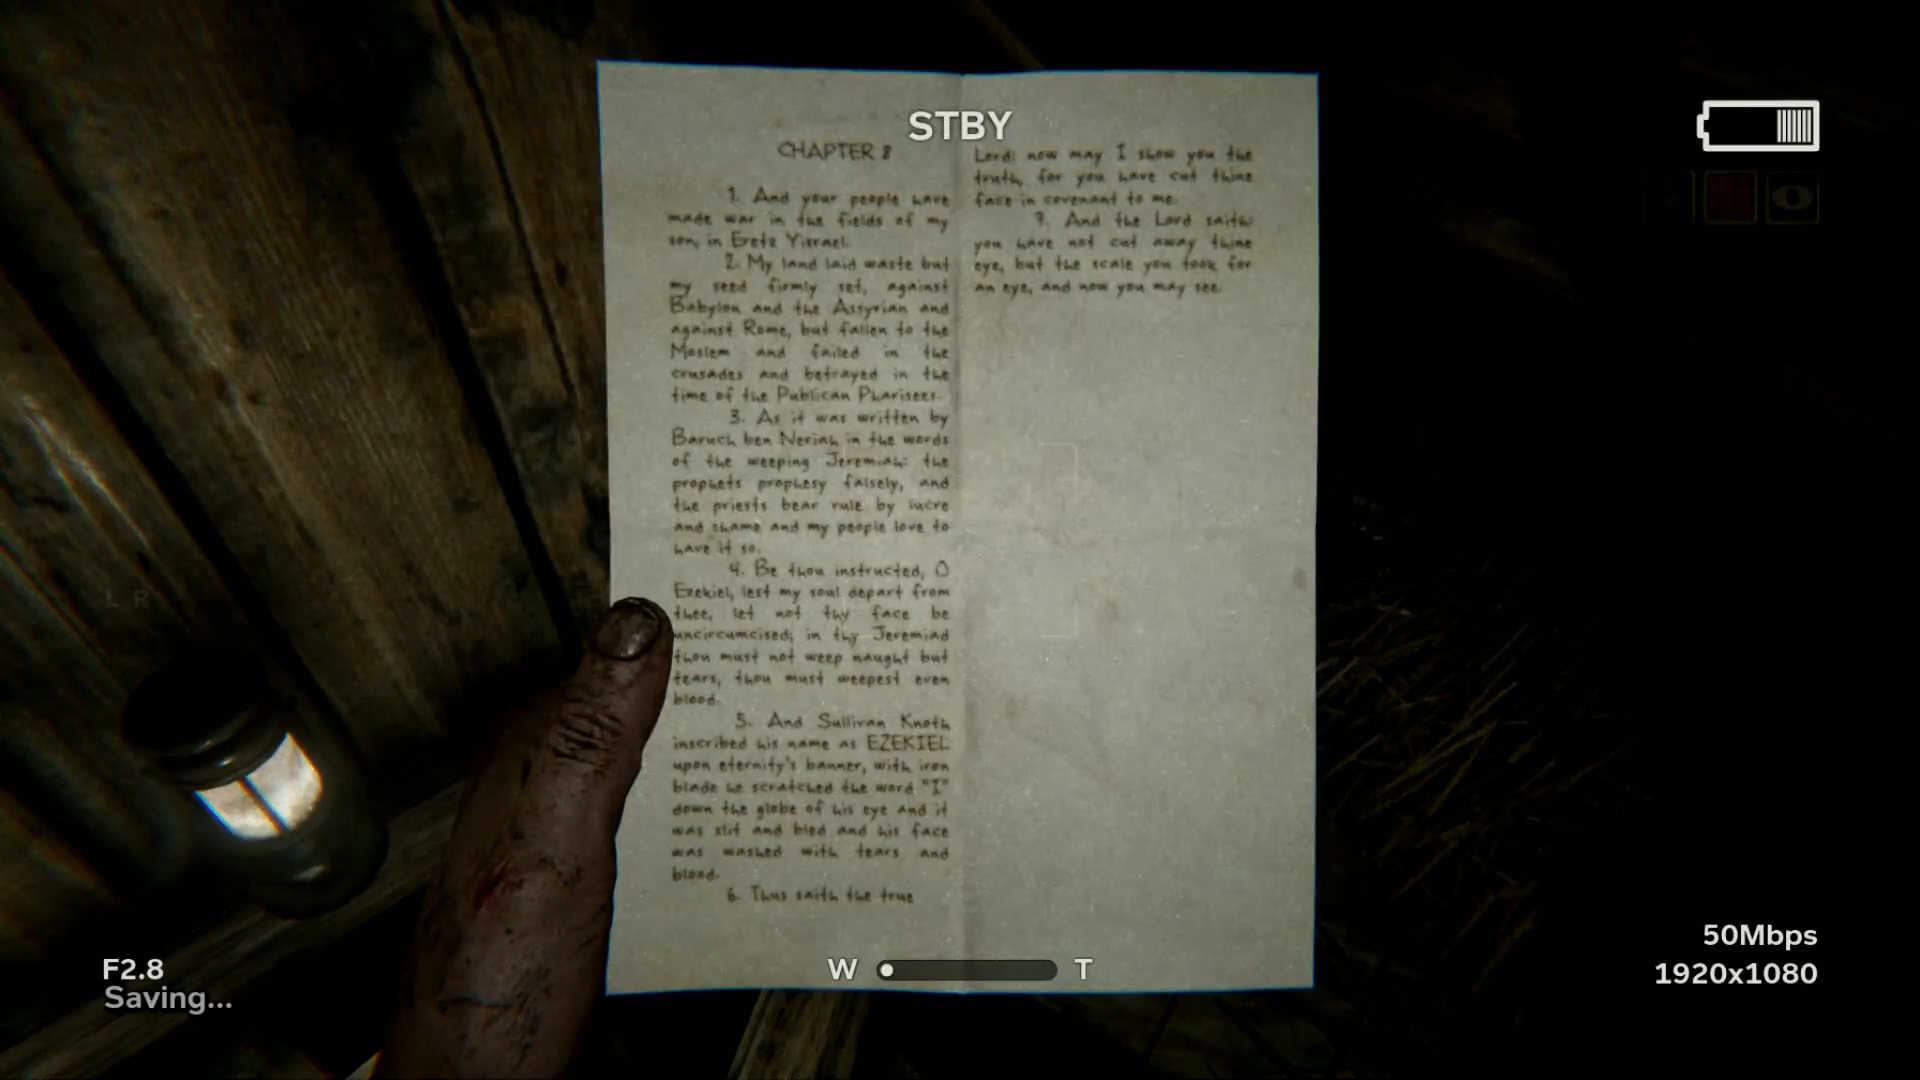 STBY
CHAPTER 8
1. And your people have
made war in the fields of my
son, in Eretz Yisrael.
2. My land laid waste but
my seed firmly set, against
Babylon and the Assyrian and
against Rome, but fallen to the
Moslem and failed in the
crusades and betrayed in the
time of the Publican Pharisees.
3. As it was written by
Baruch ben Neriah in the words
of the weeping Jeremiah: the
prophets prophesy falsely, and
the priests bear rule by lucre
and shame and my people love to
have it so.
4. Be thou instructed, O
Ezekiel, lest my soul depart from
thee, let not thy face be
uncircumcised; in thy Jeremiad
thou must not weep naught but
tears, thou must weepest even
blood.
5. And Sullivan Knoth
inscribed his name as EZEKIEL
upon eternity's banner, with iron
blade he scratched the word "I"
down the globe of his eye and it
was slit and bled and his face
was washed with tears and
blood.
6. Thus saith the true
Lord: now may I show you the
truth, for you have cut thine
face in covenant to me.
7. And the Lord saith:
you have not cut away thine
eye, but the scale you took for
an eye, and now you may see.
L R
F2.8
Saving...
W T
50Mbps
1920x1080